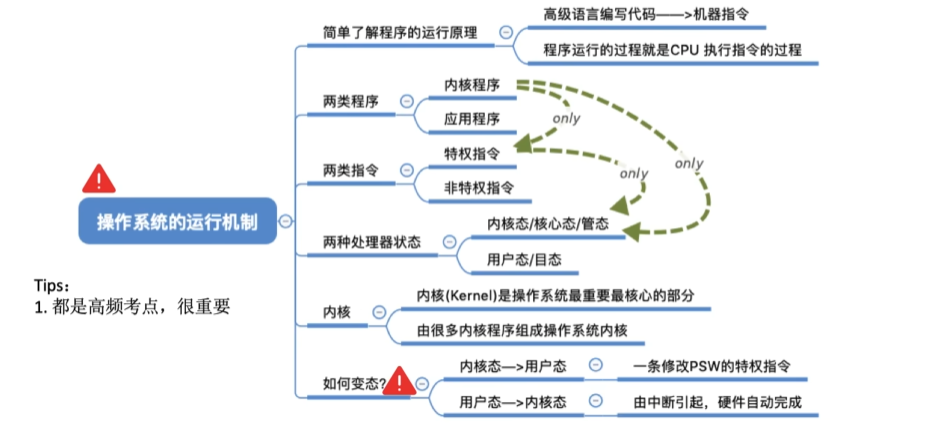 简单了解程序的运行原理
高级语言编写代码——>机器指令
程序运行的过程就是CPU 执行指令的过程
两类程序
内核程序
应用程序
only
两类指令
特权指令
非特权指令
only
only
操作系统的运行机制
两种处理器状态
内核态/核心态/管态
用户态/目态
Tips：
1. 都是高频考点，很重要
内核
内核(Kernel)是操作系统最重要最核心的部分
由很多内核程序组成操作系统内核
如何变态?
内核态—>用户态
一条修改PSW的特权指令
用户态—>内核态
由中断引起，硬件自动完成